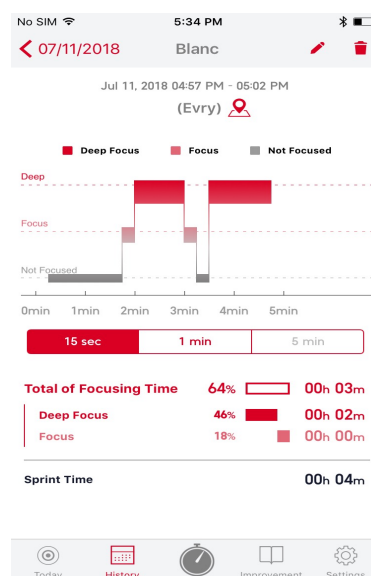 No SIM 5:34 PM
07/11/2018 Blanc
Jul 11, 2018 04:57 PM - 05:02 PM
(Evry)
Deep Focus Focus Not Focused
Deep
Focus
Not Focused
0min 1min 2min 3min 4min 5min
15 sec 1 min 5 min
Total of Focusing Time 64% 00h 03m
Deep Focus 46% 00h 02m
Focus 18% 00h 00m
Sprint Time 00h 04m
Today History Improvement Settings